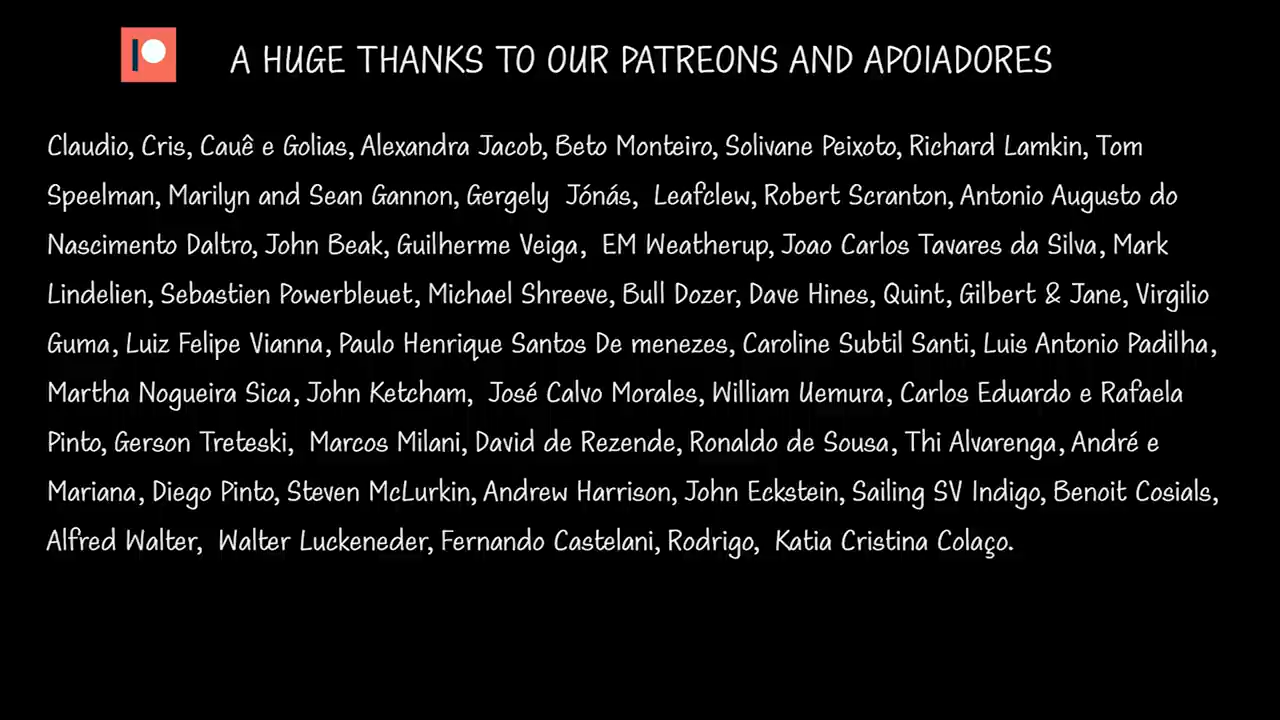 A HUGE THANKS TO OUR PATREONS AND APOIADORES
Claudio, Cris, Cauê e Golias, Alexandra Jacob, Beto Monteiro, Solivane Peixoto, Richard Lamkin, Tom
Speelman, Marilyn and Sean Gannon, Gergely Jónás, Leafclew, Robert Scranton, Antonio Augusto do
Nascimento Daltro, John Beak, Guilherme Veiga, EM Weatherup, Joao Carlos Tavares da Silva, Mark
Lindelien, Sebastien Powerbleuet, Michael Shreeve, Bull Dozer, Dave Hines, Quint, Gilbert & Jane, Virgilio
Guma, Luiz Felipe Vianna, Paulo Henrique Santos De menezes, Caroline Subtil Santi, Luis Antonio Padilha,
Martha Nogueira Sica, John Ketcham, José Calvo Morales, William Uemura, Carlos Eduardo e Rafaela
Pinto, Gerson Treteski, Marcos Milani, David de Rezende, Ronaldo de Sousa, Thi Alvarenga, André e
Mariana, Diego Pinto, Steven McLurkin, Andrew Harrison, John Eckstein, Sailing SV Indigo, Benoit Cosials,
Alfred Walter, Walter Luckeneder, Fernando Castelani, Rodrigo, Katia Cristina Colaço.